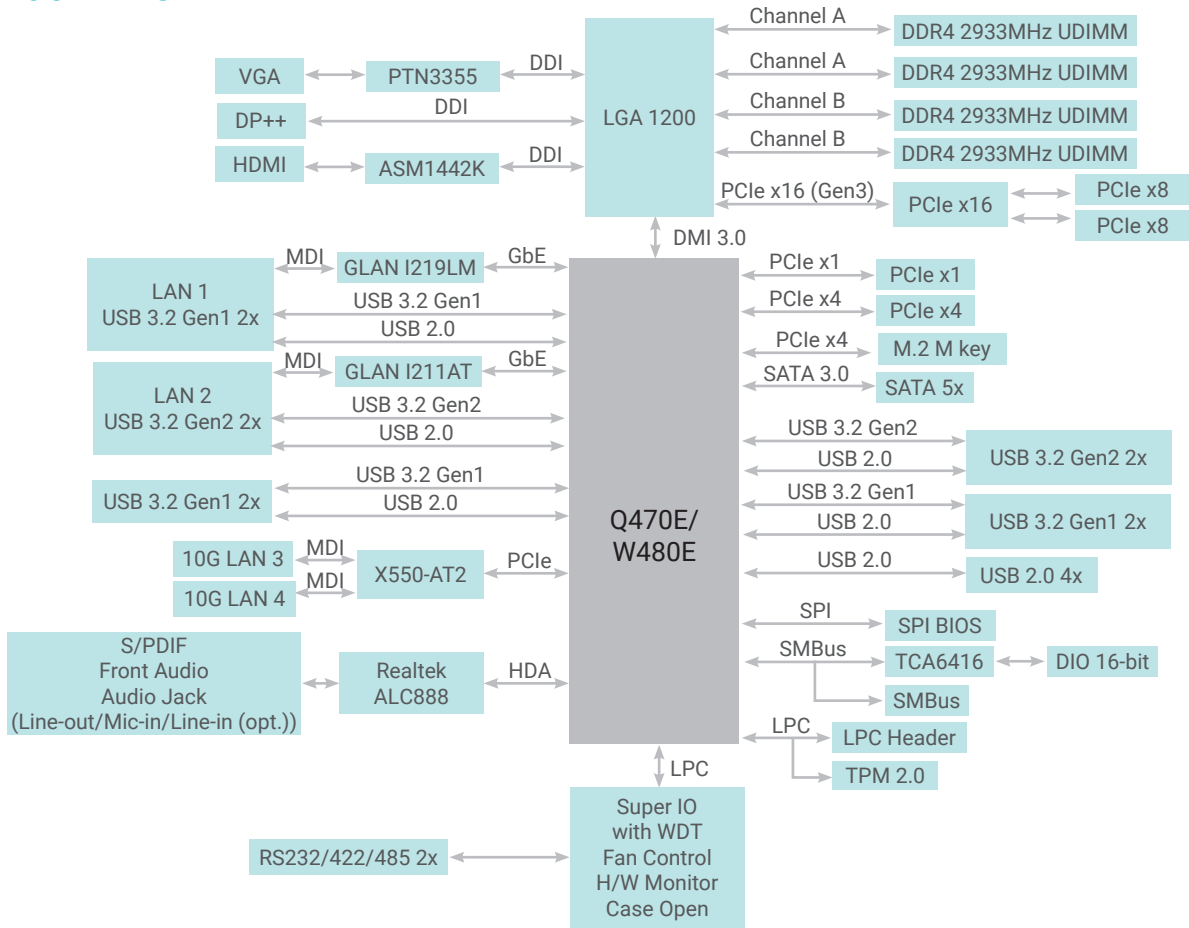 Channel A
DDR4 2933MHz UDIMM
VGA
PTN3355
DDI
Channel A
DDR4 2933MHz UDIMM
DP++
DDI
LGA 1200
Channel B
DDR4 2933MHz UDIMM
HDMI
ASM1442K
DDI
Channel B
DDR4 2933MHz UDIMM
PCIe x16 (Gen3)
PCIe x16
PCIe x8
PCIe x8
DMI 3.0
LAN 1
USB 3.2 Gen1 2x
MDI
GLAN I219LM
GbE
USB 3.2 Gen1
USB 2.0
LAN 2
USB 3.2 Gen2 2x
MDI
GLAN I211AT
GbE
USB 3.2 Gen2
USB 2.0
USB 3.2 Gen1 2x
USB 3.2 Gen1
USB 2.0
10G LAN 3
MDI
10G LAN 4
MDI
X550-AT2
PCIe
S/PDIF
Front Audio
Audio Jack
(Line-out/Mic-in/Line-in (opt.))
Realtek
ALC888
HDA
Q470E/
W480E
PCIe x1
PCIe x1
PCIe x4
PCIe x4
PCIe x4
M.2 M key
SATA 3.0
SATA 5x
USB 3.2 Gen2
USB 2.0
USB 3.2 Gen2 2x
USB 3.2 Gen1
USB 2.0
USB 3.2 Gen1 2x
USB 2.0
USB 2.0 4x
SPI
SPI BIOS
SMBus
TCA6416
DIO 16-bit
SMBus
LPC
LPC Header
TPM 2.0
LPC
RS232/422/485 2x
Super IO
with WDT
Fan Control
H/W Monitor
Case Open